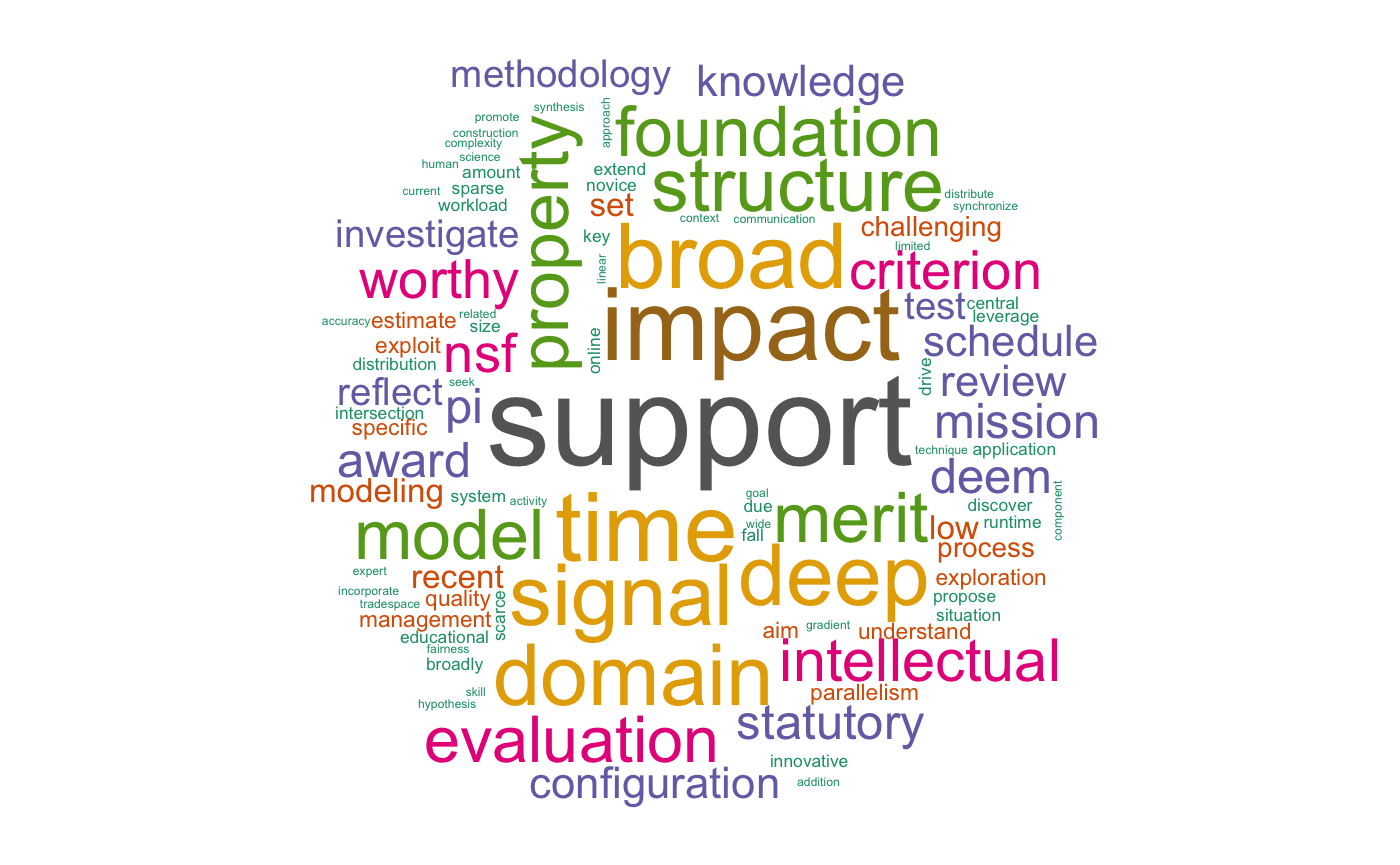 methodology
knowledge
synthesis
approach
promote
foundation
construction
complexity
property
human
science
amount
extend
structure
current
sparse
novice
distribute
workload
set
synchronize
context
communication
investigate
key
broad
challenging
limited
worthy
linear
criterion
impact
test
central
leverage
accuracy
estimate
related
size
exploit
nsf
online
schedule
distribution
reflect
seek
drive
review
intersection
pi
support
mission
specific
award
technique
application
deem
modeling
system
activity
goal
component
due
merit
discover
model
time
wide
low
runtime
fall
process
expert
recent
signal
deep
exploration
incorporate
tradespace
quality
scarce
propose
management
situation
educational
aim
gradient
understand
fairness
broadly
domain
intellectual
skill
parallelism
hypothesis
evaluation
statutory
innovative
configuration
addition